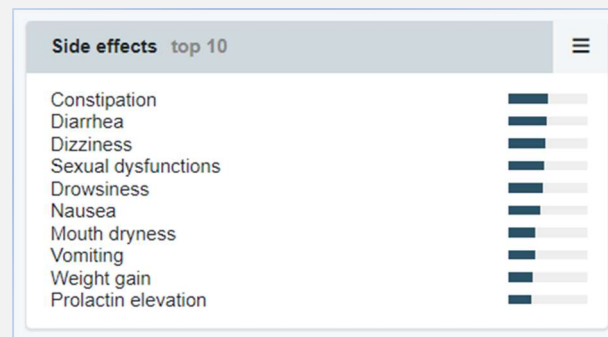 Side effects top 10
Constipation
Diarrhea
Dizziness
Sexual dysfunctions
Drowsiness
Nausea
Mouth dryness
Vomiting
Weight gain
Prolactin elevation